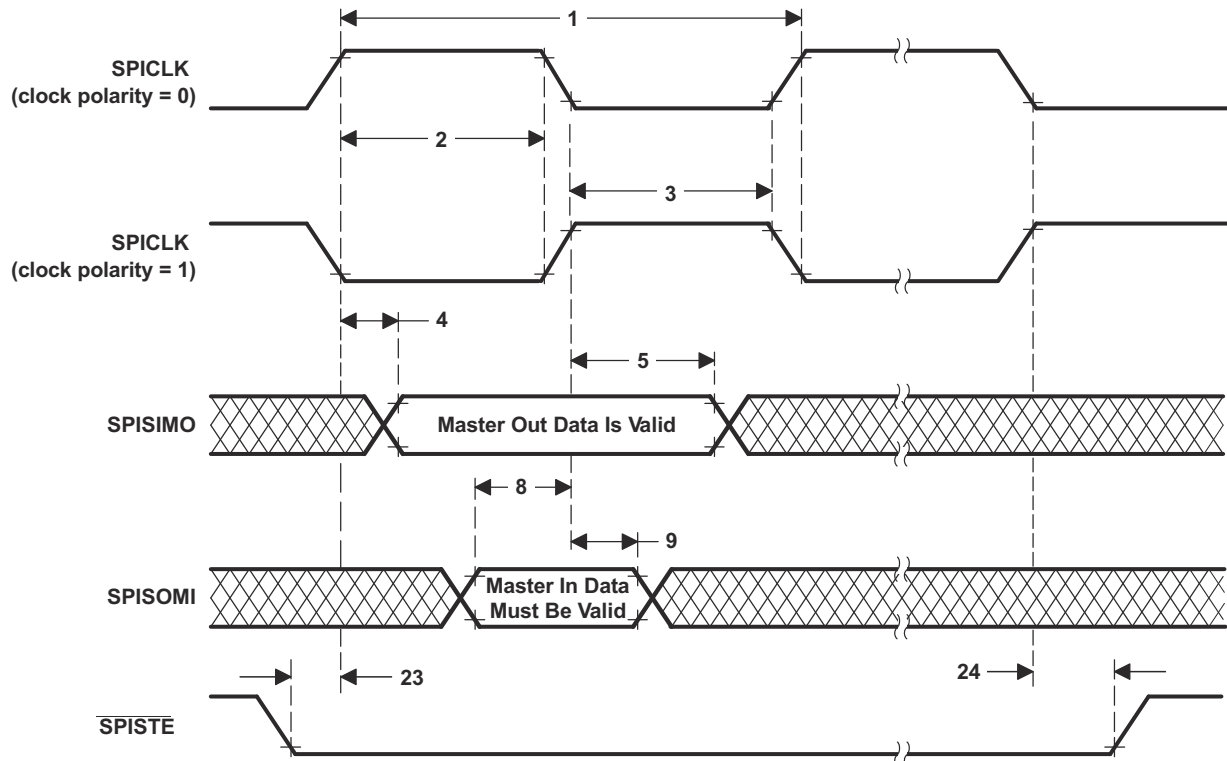 1
SPICLK
(clock polarity = 0)
2
3
SPICLK
(clock polarity = 1)
4
5
SPISIMO
Master Out Data Is Valid
8
9
SPISOMI
Master In Data
Must Be Valid
23
24
SPISTE